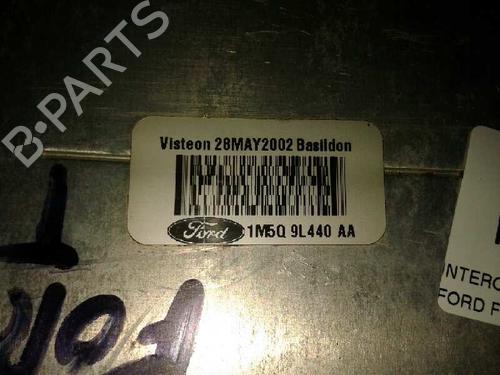 B-PARTS
Visteon 28MAY2002 Basildon
Ford 1M5Q 9L440 AA
INTERC
FORD F